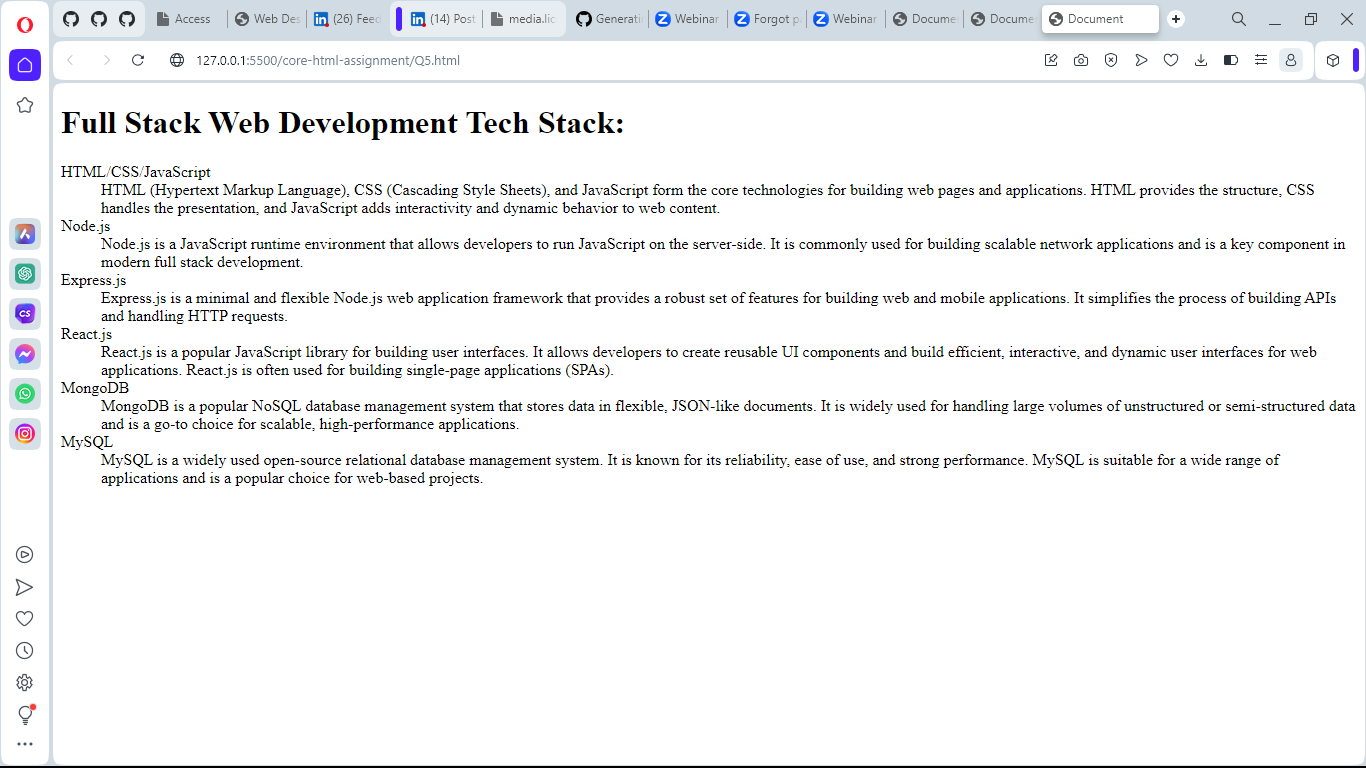 Access
Web Des
(26) Feed
(14) Post
media.lic
Generati
Webinar
Forgot p
Webinar
Docume
Docume
Document
127.0.0.1:5500/core-html-assignment/Q5.html
CS
Full Stack Web Development Tech Stack:
HTML/CSS/JavaScript
HTML (Hypertext Markup Language), CSS (Cascading Style Sheets), and JavaScript form the core technologies for building web pages and applications. HTML provides the structure, CSS
handles the presentation, and JavaScript adds interactivity and dynamic behavior to web content.
Node.js
Node.js is a JavaScript runtime environment that allows developers to run JavaScript on the server-side. It is commonly used for building scalable network applications and is a key component in
modern full stack development.
Express.js
Express.js is a minimal and flexible Node.js web application framework that provides a robust set of features for building web and mobile applications. It simplifies the process of building APIs
and handling HTTP requests.
React.js
React.js is a popular JavaScript library for building user interfaces. It allows developers to create reusable UI components and build efficient, interactive, and dynamic user interfaces for web
applications. React.js is often used for building single-page applications (SPAs).
MongoDB
MongoDB is a popular NoSQL database management system that stores data in flexible, JSON-like documents. It is widely used for handling large volumes of unstructured or semi-structured data
and is a go-to choice for scalable, high-performance applications.
MySQL
MySQL is a widely used open-source relational database management system. It is known for its reliability, ease of use, and strong performance. MySQL is suitable for a wide range of
applications and is a popular choice for web-based projects.